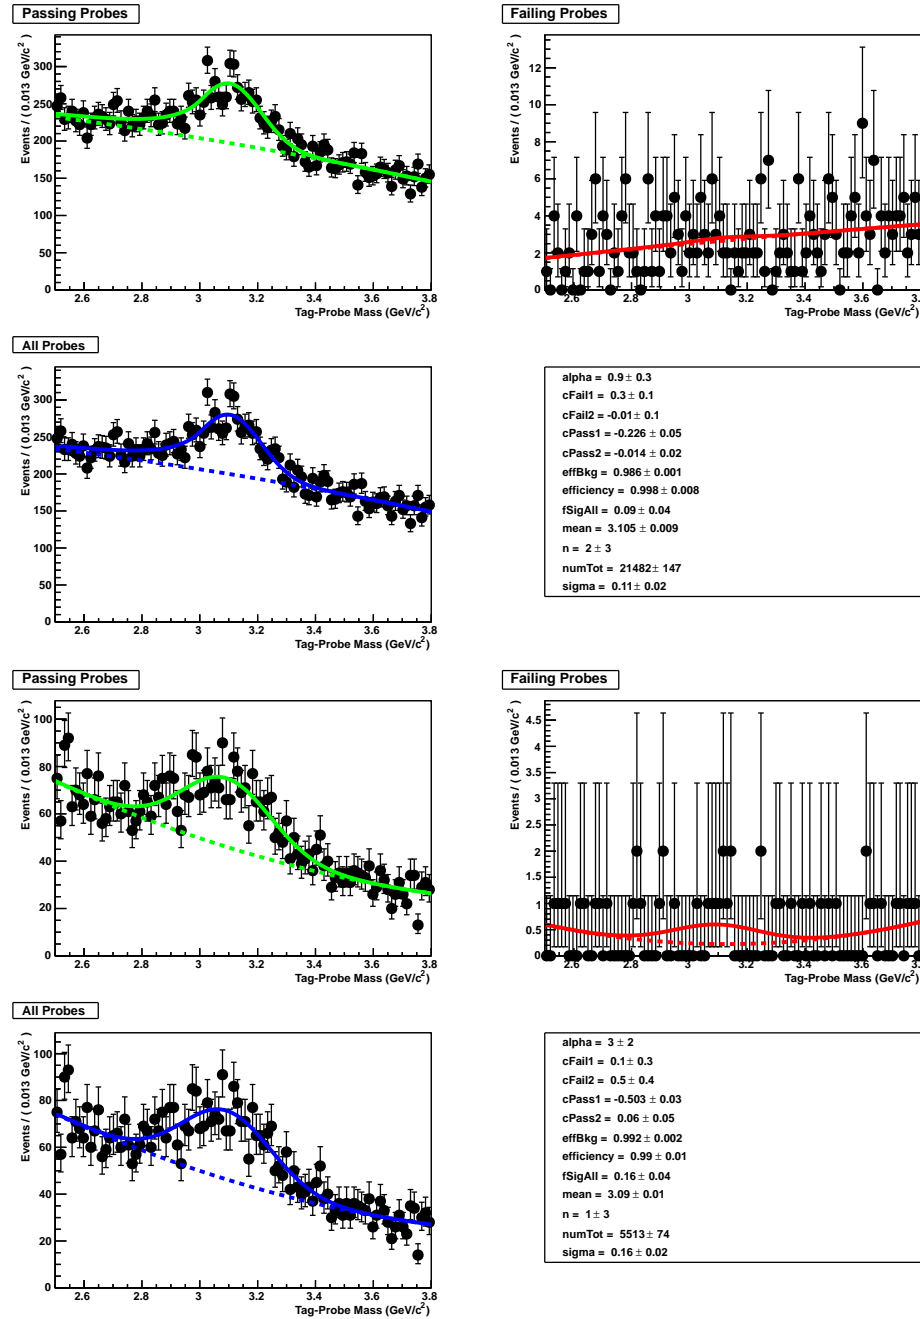 Passing Probes
Failing Probes
Events / ( 0.013 GeV/c² )
300
250
200
150
100
50
0
2.6 2.8 3 3.2 3.4 3.6 3.8
Tag-Probe Mass (GeV/c²)
Events / ( 0.013 GeV/c² )
12
10
8
6
4
2
0
2.6 2.8 3 3.2 3.4 3.6 3.
Tag-Probe Mass (GeV/c²)
All Probes
Events / ( 0.013 GeV/c² )
300
250
200
150
100
50
0
2.6 2.8 3 3.2 3.4 3.6 3.8
Tag-Probe Mass (GeV/c²)
alpha = 0.9 ± 0.3
cFail1 = 0.3 ± 0.1
cFail2 = -0.01 ± 0.1
cPass1 = -0.226 ± 0.05
cPass2 = -0.014 ± 0.02
effBkg = 0.986 ± 0.001
efficiency = 0.998 ± 0.008
fSigAll = 0.09 ± 0.04
mean = 3.105 ± 0.009
n = 2 ± 3
numTot = 21482 ± 147
sigma = 0.11 ± 0.02
Passing Probes
Failing Probes
Events / ( 0.013 GeV/c² )
100
80
60
40
20
0
2.6 2.8 3 3.2 3.4 3.6 3.8
Tag-Probe Mass (GeV/c²)
Events / ( 0.013 GeV/c² )
4.5
4
3.5
3
2.5
2
1.5
1
0.5
0
2.6 2.8 3 3.2 3.4 3.6 3.
Tag-Probe Mass (GeV/c²)
All Probes
Events / ( 0.013 GeV/c² )
100
80
60
40
20
0
2.6 2.8 3 3.2 3.4 3.6 3.8
Tag-Probe Mass (GeV/c²)
alpha = 3 ± 2
cFail1 = 0.1 ± 0.3
cFail2 = 0.5 ± 0.4
cPass1 = -0.503 ± 0.03
cPass2 = 0.06 ± 0.05
effBkg = 0.992 ± 0.002
efficiency = 0.99 ± 0.01
fSigAll = 0.16 ± 0.04
mean = 3.09 ± 0.01
n = 1 ± 3
numTot = 5513 ± 74
sigma = 0.16 ± 0.02